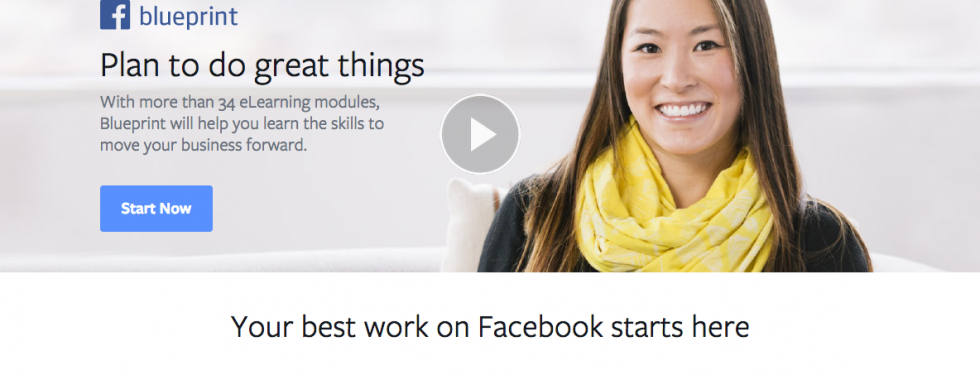 f blueprint
Plan to do great things
With more than 34 eLearning modules,
Blueprint will help you learn the skills to
move your business forward.
Start Now
Your best work on Facebook starts here